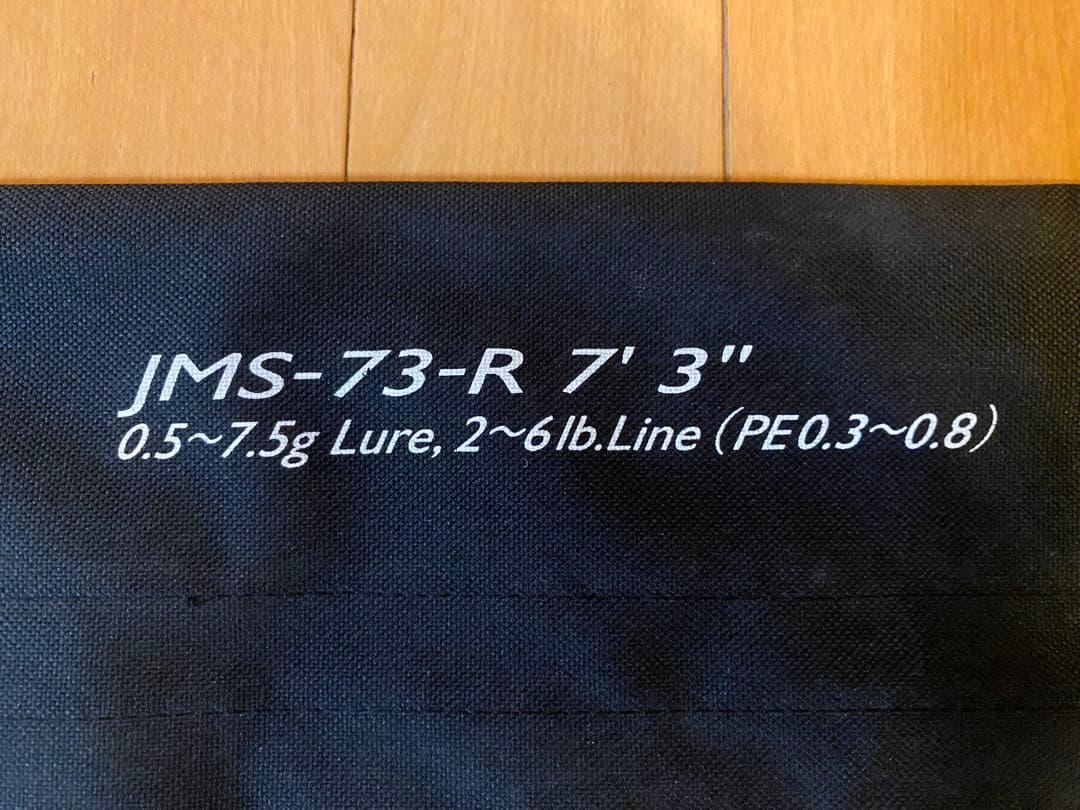 JMS-73-R 7' 3"
0.5~7.5g Lure, 2~6lb.Line (PE0.3~0.8)